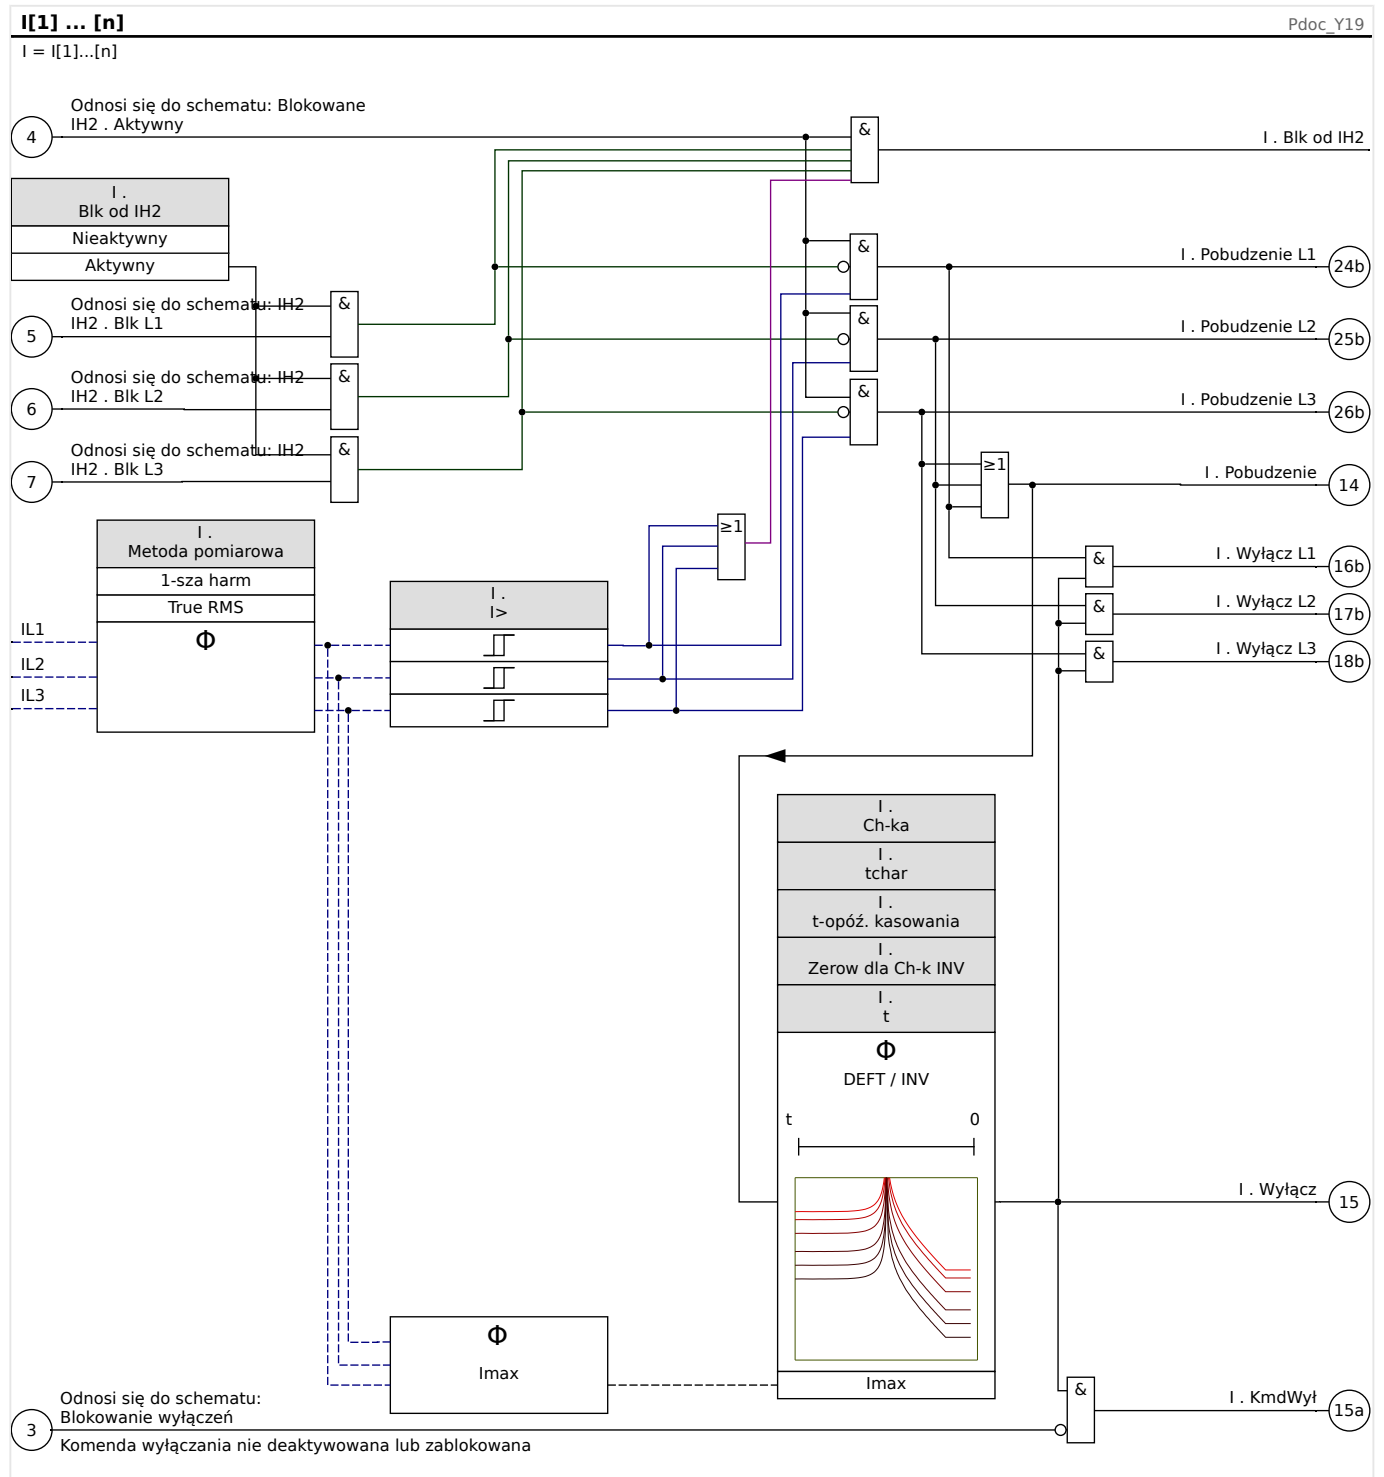 I[1] ... [n]
Pdoc_Y19
I = I[1]...[n]
Odnosi się do schematu: Blokowane
IH2 . Aktywny
4
&
I . Blk od IH2
I .
Blk od IH2
Nieaktywny
Aktywny
&
I . Pobudzenie L1
24b
Odnosi się do schematu: IH2
IH2 . Blk L1
5
&
&
I . Pobudzenie L2
25b
Odnosi się do schematu: IH2
IH2 . Blk L2
6
&
&
I . Pobudzenie L3
26b
Odnosi się do schematu: IH2
IH2 . Blk L3
7
&
≥1
I . Pobudzenie
14
I .
Metoda pomiarowa
1-sza harm
True RMS
Φ
IL1
IL2
IL3
≥1
I .
I>
&
I . Wyłącz L1
16b
&
I . Wyłącz L2
17b
&
I . Wyłącz L3
18b
I .
Ch-ka
I .
tchar
I .
t-opóź. kasowania
I .
Zerow dla Ch-k INV
I .
t
Φ
DEFT / INV
t
0
I . Wyłącz
15
Φ
Imax
Imax
Odnosi się do schematu:
Blokowanie wyłączeń
3
Komenda wyłączania nie deaktywowana lub zablokowana
&
I . KmdWył
15a